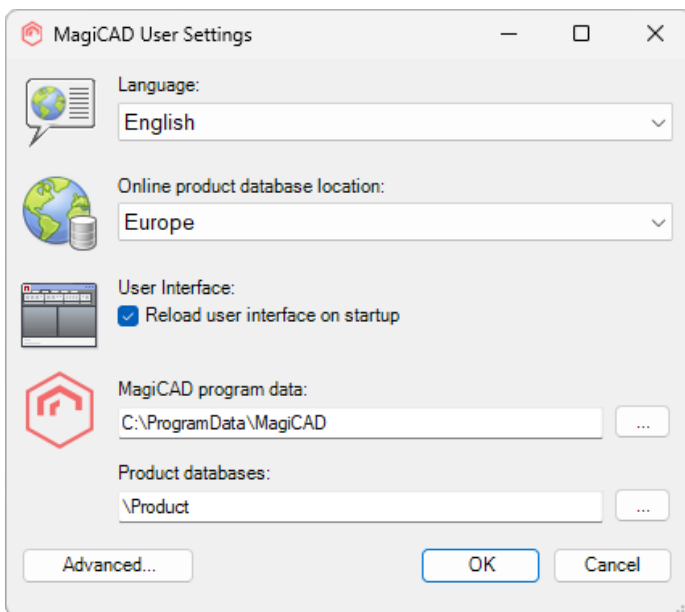 MagiCAD User Settings
Language:
English
Online product database location:
Europe
User Interface:
Reload user interface on startup
MagiCAD program data:
C:\ProgramData\MagiCAD
...
Product databases:
\Product
...
Advanced...
OK
Cancel